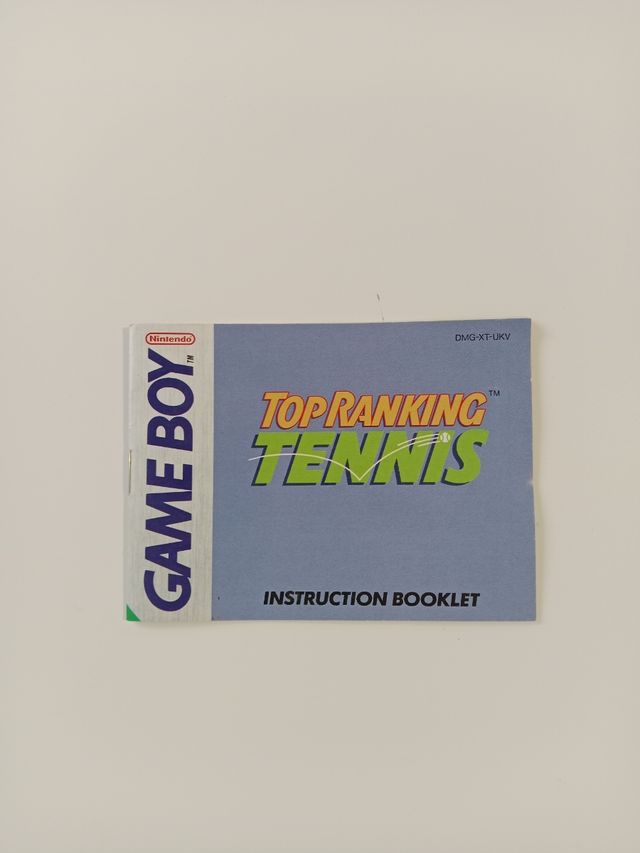 Nintendo
GAME BOY™
DMG-XT-UKV
TOP RANKING™
TENNIS
INSTRUCTION BOOKLET